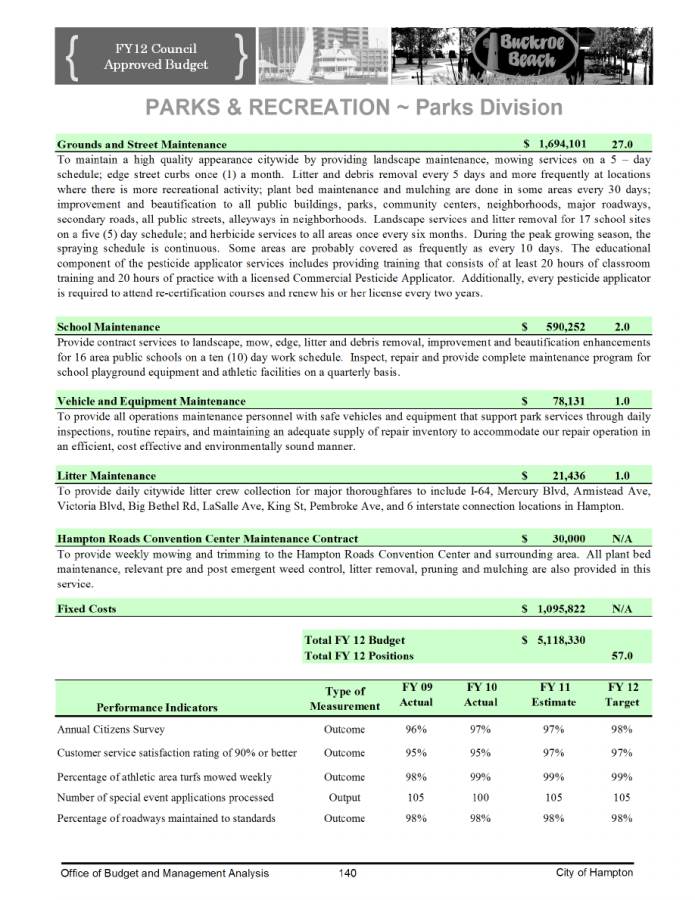 FY12 Council
Approved Budget
Buckroe
Beach
PARKS & RECREATION ~ Parks Division
Grounds and Street Maintenance $ 1,694,101 27.0
To maintain a high quality appearance citywide by providing landscape maintenance, mowing services on a 5 – day
schedule; edge street curbs once (1) a month. Litter and debris removal every 5 days and more frequently at locations
where there is more recreational activity; plant bed maintenance and mulching are done in some areas every 30 days;
improvement and beautification to all public buildings, parks, community centers, neighborhoods, major roadways,
secondary roads, all public streets, alleyways in neighborhoods. Landscape services and litter removal for 17 school sites
on a five (5) day schedule; and herbicide services to all areas once every six months. During the peak growing season, the
spraying schedule is continuous. Some areas are probably covered as frequently as every 10 days. The educational
component of the pesticide applicator services includes providing training that consists of at least 20 hours of classroom
training and 20 hours of practice with a licensed Commercial Pesticide Applicator. Additionally, every pesticide applicator
is required to attend re-certification courses and renew his or her license every two years.
School Maintenance $ 590,252 2.0
Provide contract services to landscape, mow, edge, litter and debris removal, improvement and beautification enhancements
for 16 area public schools on a ten (10) day work schedule. Inspect, repair and provide complete maintenance program for
school playground equipment and athletic facilities on a quarterly basis.
Vehicle and Equipment Maintenance $ 78,131 1.0
To provide all operations maintenance personnel with safe vehicles and equipment that support park services through daily
inspections, routine repairs, and maintaining an adequate supply of repair inventory to accommodate our repair operation in
an efficient, cost effective and environmentally sound manner.
Litter Maintenance $ 21,436 1.0
To provide daily citywide litter crew collection for major thoroughfares to include I-64, Mercury Blvd, Armistead Ave,
Victoria Blvd, Big Bethel Rd, LaSalle Ave, King St, Pembroke Ave, and 6 interstate connection locations in Hampton.
Hampton Roads Convention Center Maintenance Contract $ 30,000 N/A
To provide weekly mowing and trimming to the Hampton Roads Convention Center and surrounding area. All plant bed
maintenance, relevant pre and post emergent weed control, litter removal, pruning and mulching are also provided in this
service.
Fixed Costs $ 1,095,822 N/A
Total FY 12 Budget $ 5,118,330
Total FY 12 Positions 57.0
Performance Indicators Type of Measurement FY 09 Actual FY 10 Actual FY 11 Estimate FY 12 Target
Annual Citizens Survey Outcome 96% 97% 97% 98%
Customer service satisfaction rating of 90% or better Outcome 95% 95% 97% 97%
Percentage of athletic area turfs mowed weekly Outcome 98% 99% 99% 99%
Number of special event applications processed Output 105 100 105 105
Percentage of roadways maintained to standards Outcome 98% 98% 98% 98%
Office of Budget and Management Analysis 140 City of Hampton